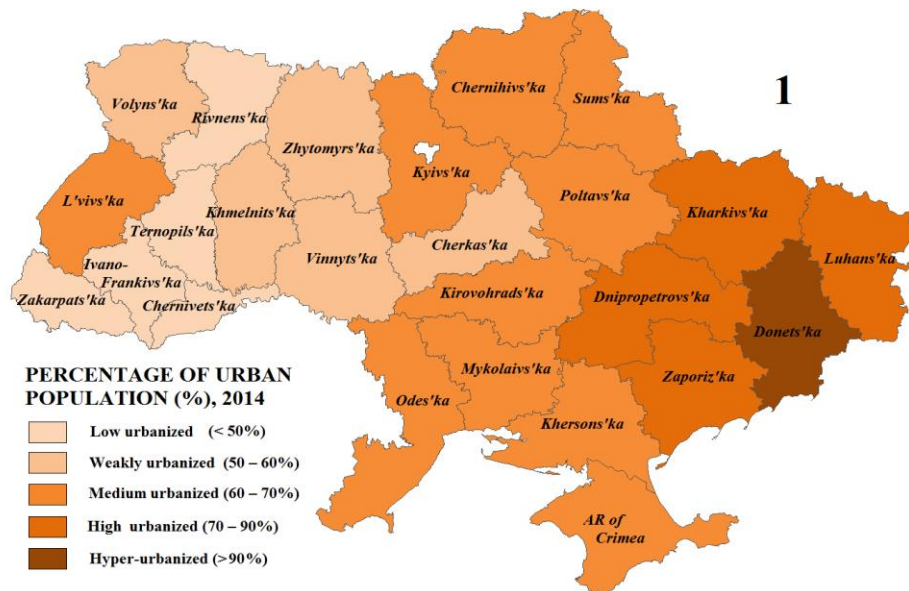 1
Chernihivs'ka
Sums'ka
Volyns'ka
Rivnens'ka
Zhytomyrs'ka
Kyivs'ka
L'vivs'ka
Ternopils'ka
Khmelnits'ka
Poltavs'ka
Kharkivs'ka
Luhans'ka
Vinnyts'ka
Cherkas'ka
Ivano-
Frankivs'ka
Zakarpats'ka
Chernivets'ka
Kirovohrads'ka
Dnipropetrovs'ka
Donets'ka
Mykolaivs'ka
Zaporiz'ka
Odes'ka
Khersons'ka
AR of
Crimea
PERCENTAGE OF URBAN
POPULATION (%), 2014
Low urbanized (< 50%)
Weakly urbanized (50 – 60%)
Medium urbanized (60 – 70%)
High urbanized (70 – 90%)
Hyper-urbanized (>90%)